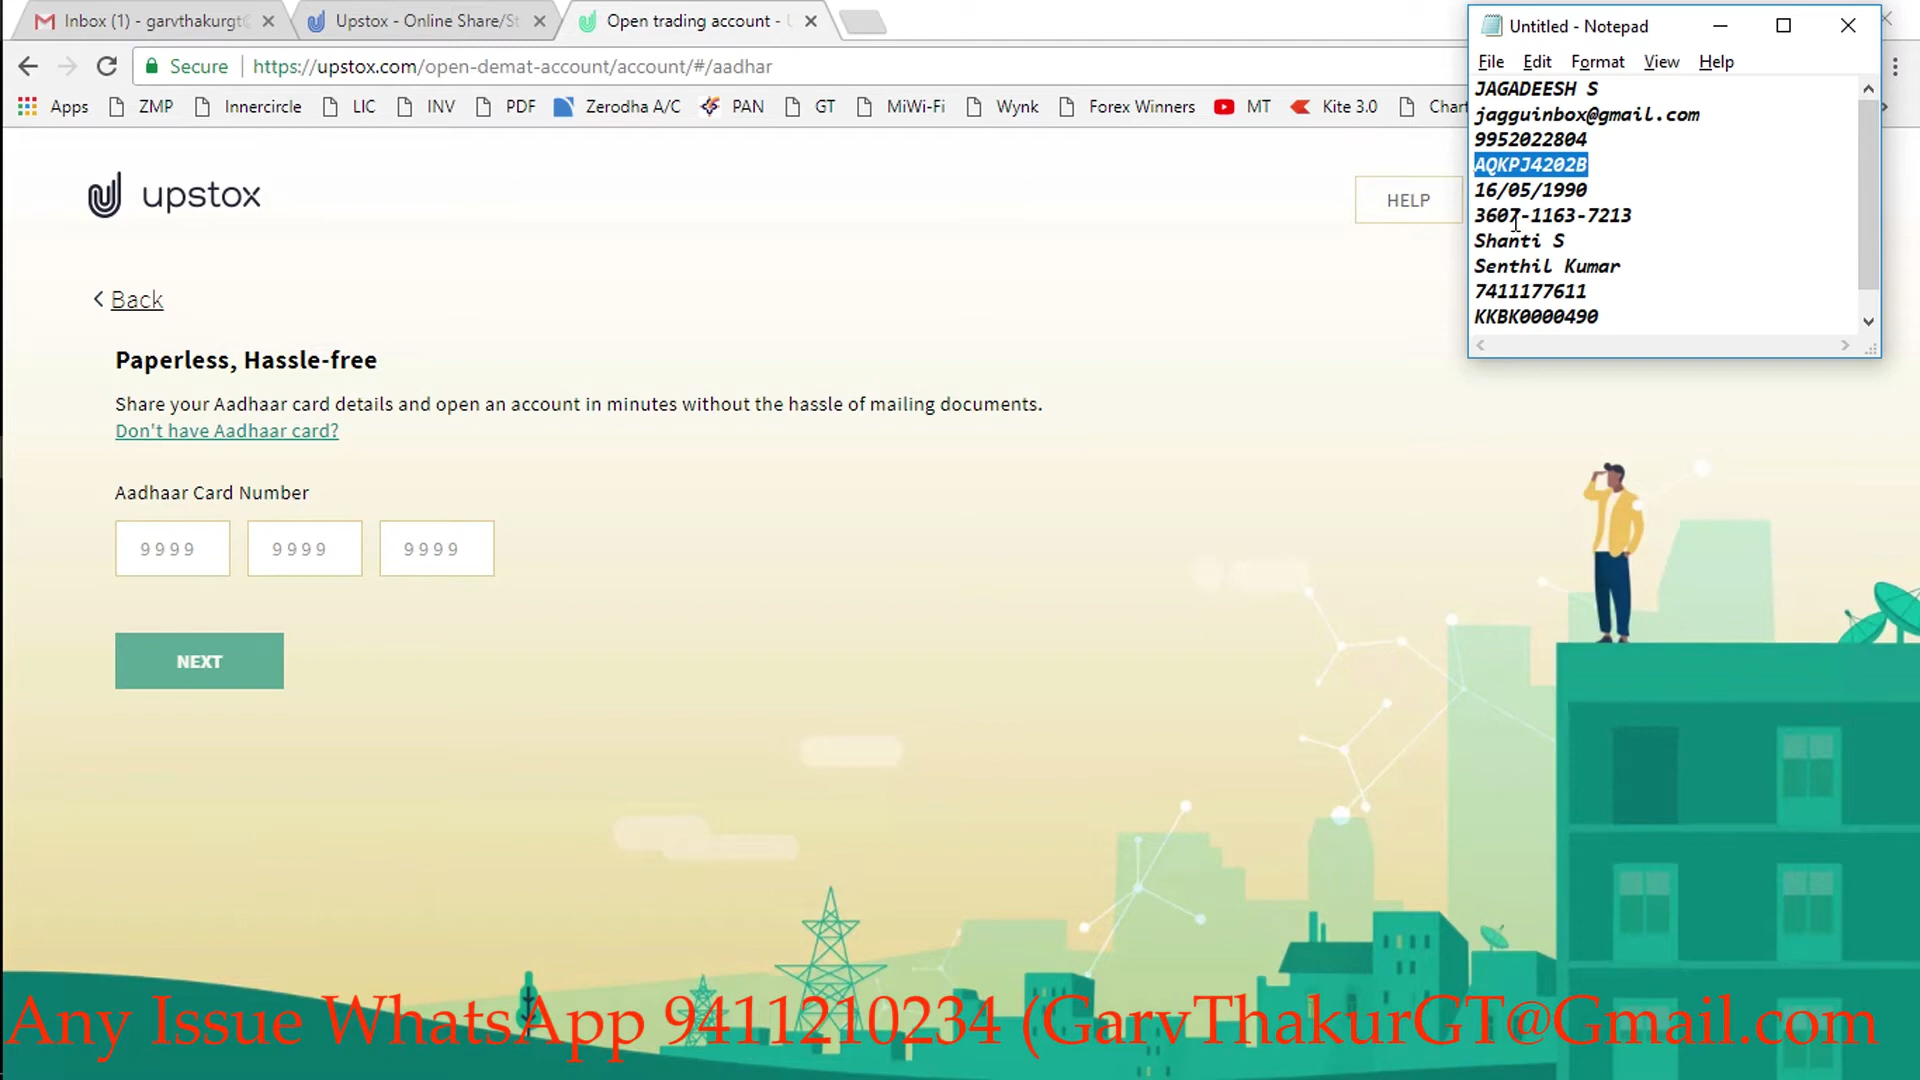 Inbox (1) - garvthakurgt@
Upstox - Online Share/St
Open trading account - U
Secure
https://upstox.com/open-demat-account/account/#/aadhar
Apps
ZMP
Innercircle
LIC
INV
PDF
Zerodha A/C
PAN
GT
MiWi-Fi
Wynk
Forex Winners
MT
Kite 3.0
Chart
Untitled - Notepad
File Edit Format View Help
JAGADEESH S
jagguinbox@gmail.com
9952022804
AQKPJ4202B
16/05/1990
3607-1163-7213
Shanti S
Senthil Kumar
7411177611
KKBK0000490
upstox
HELP
Back
Paperless, Hassle-free
Share your Aadhaar card details and open an account in minutes without the hassle of mailing documents.
Don't have Aadhaar card?
Aadhaar Card Number
9999 9999 9999
NEXT
Any Issue WhatsApp 9411210234 (GarvThakurGT@Gmail.com